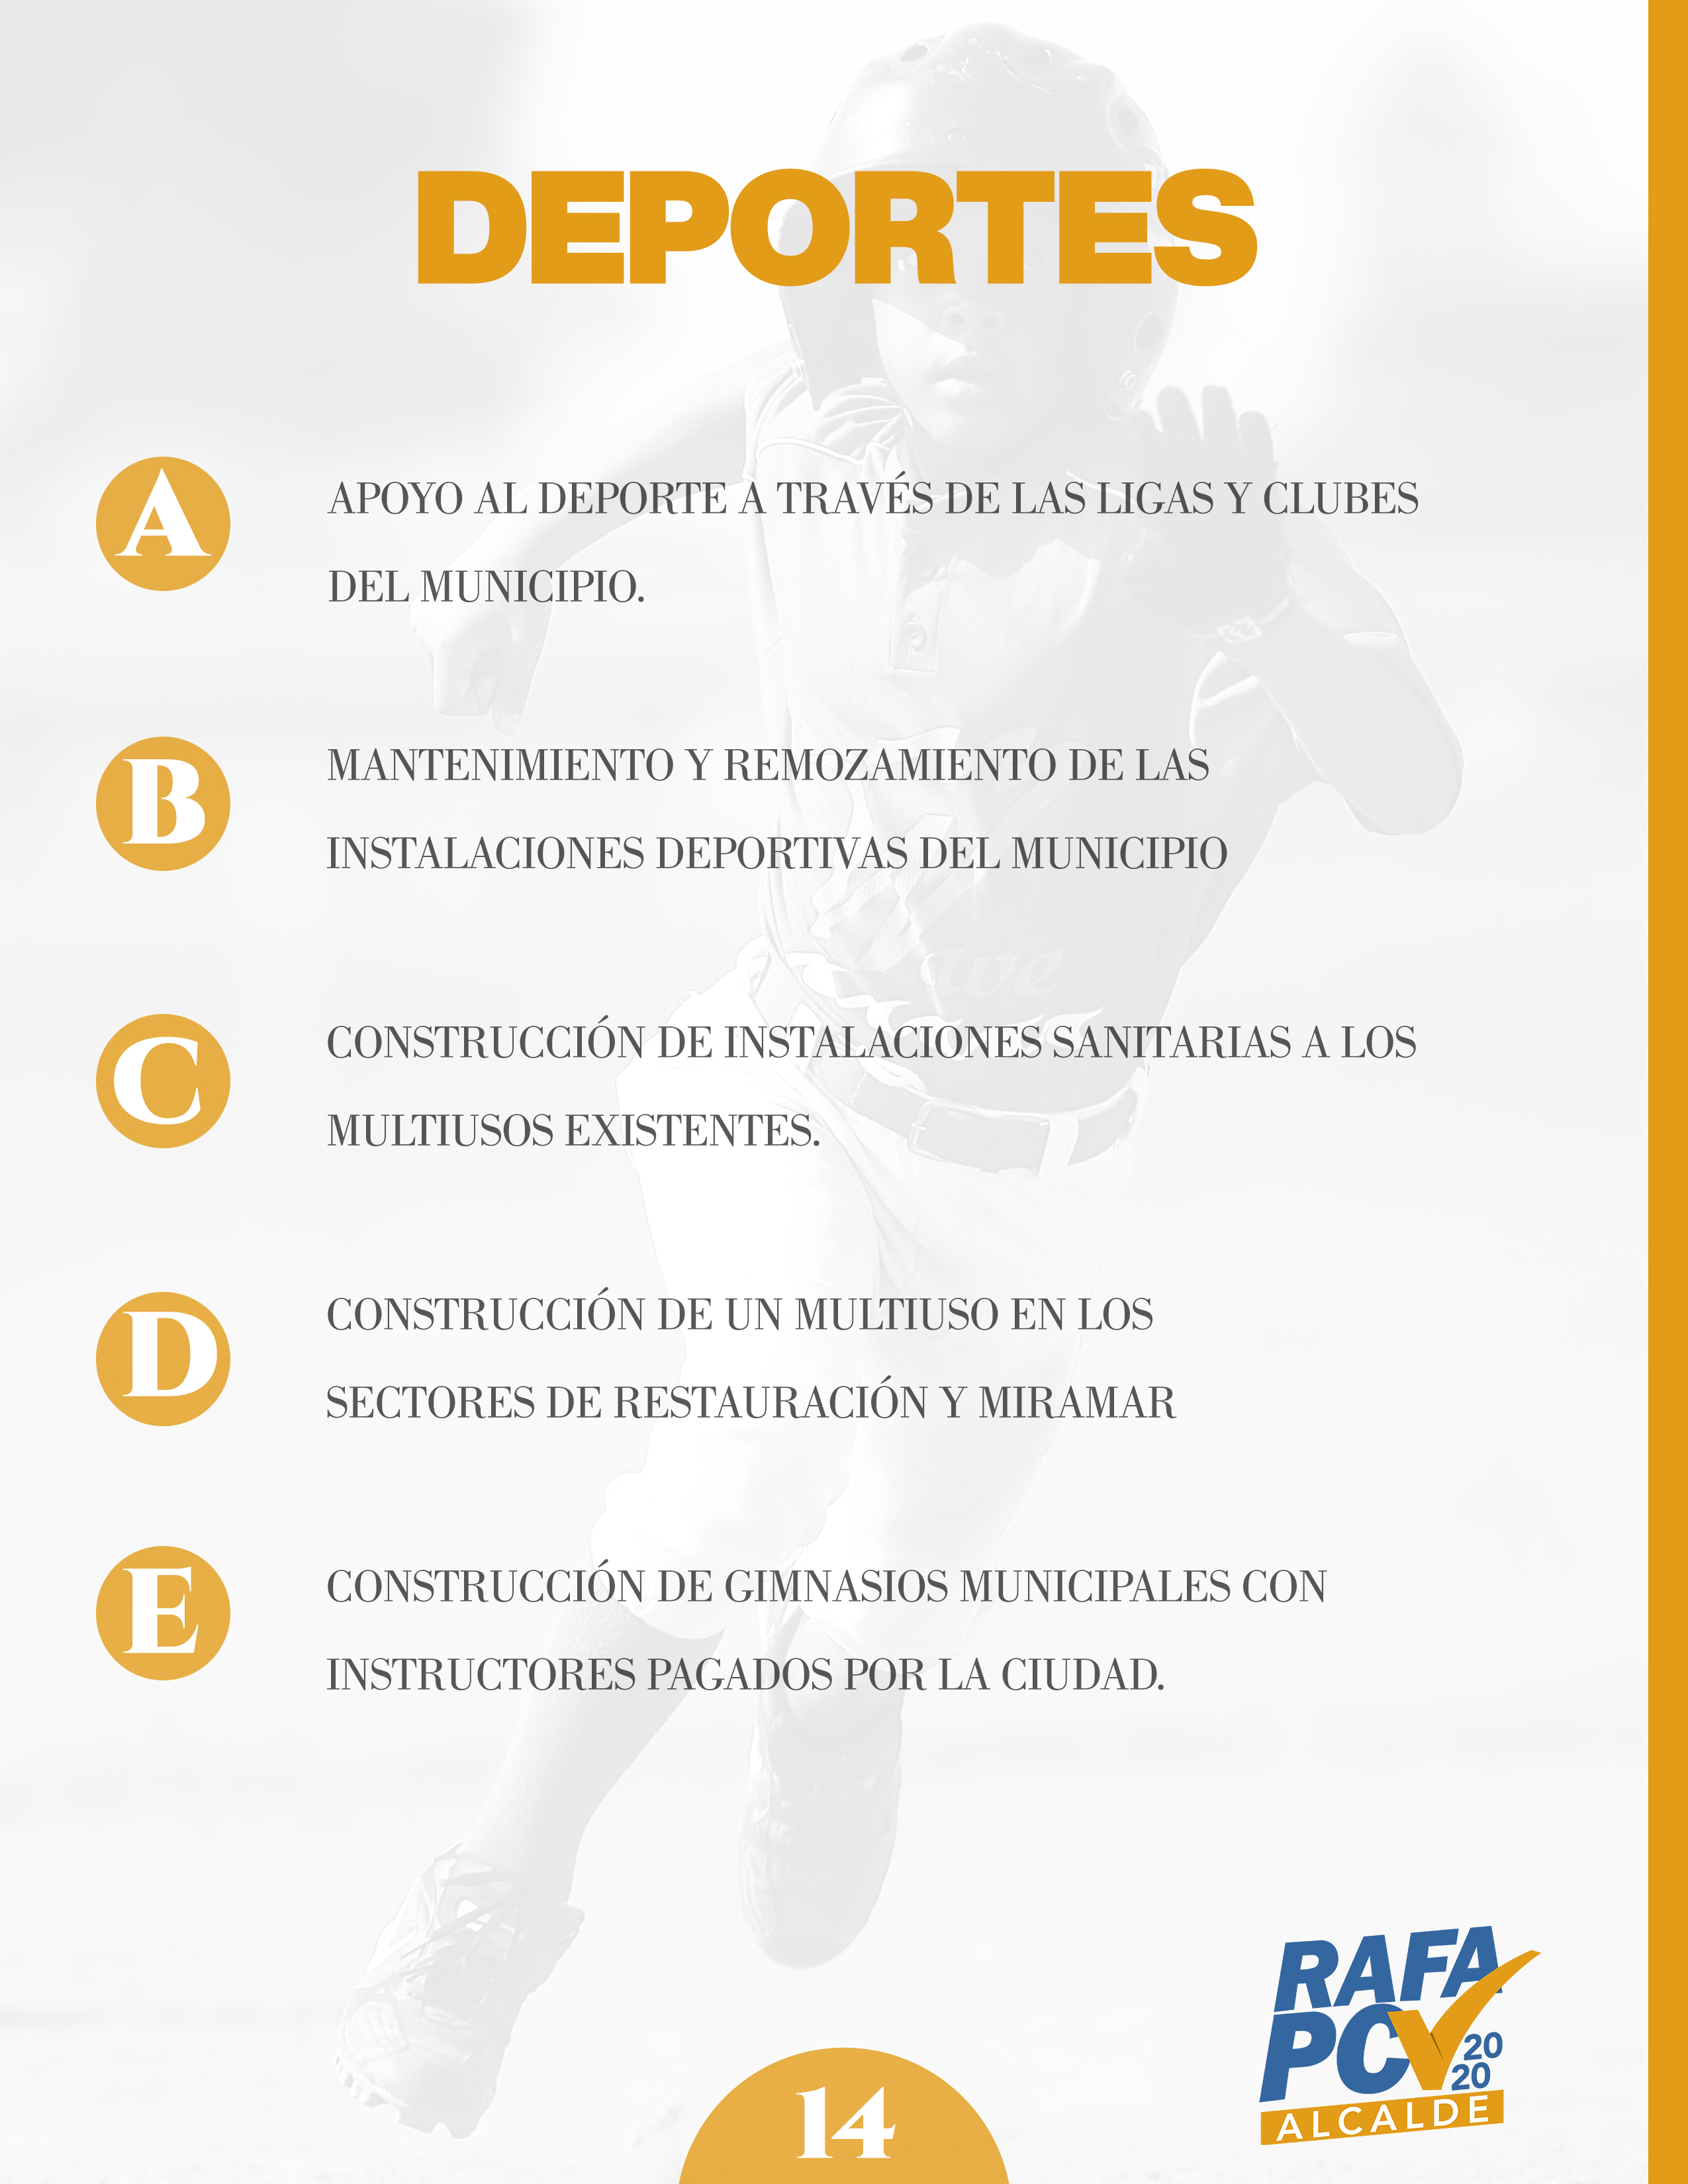 DEPORTES
A
APOYO AL DEPORTE A TRAVÉS DE LAS LIGAS Y CLUBES
DEL MUNICIPIO.
B
MANTENIMIENTO Y REMOZAMIENTO DE LAS
INSTALACIONES DEPORTIVAS DEL MUNICIPIO
C
CONSTRUCCIÓN DE INSTALACIONES SANITARIAS A LOS
MULTIUSOS EXISTENTES.
D
CONSTRUCCIÓN DE UN MULTIUSO EN LOS
SECTORES DE RESTAURACIÓN Y MIRAMAR
E
CONSTRUCCIÓN DE GIMNASIOS MUNICIPALES CON
INSTRUCTORES PAGADOS POR LA CIUDAD.
RAFA
PC
20
20
ALCALDE
14